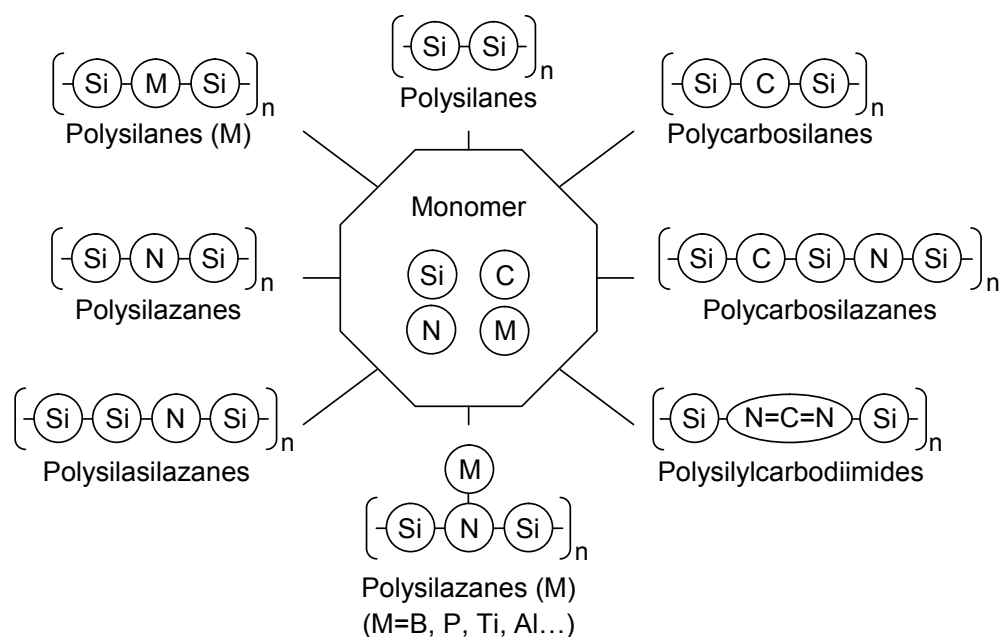 Si Si n
Polysilanes
Si M Si n
Polysilanes (M)
Si C Si n
Polycarbosilanes
Monomer
Si C
N M
Si N Si n
Polysilazanes
Si C Si N Si n
Polycarbosilazanes
Si Si N Si n
Polysilasilazanes
Si N=C=N Si n
Polysilylcarbodiimides
M
Si N Si n
Polysilazanes (M)
(M=B, P, Ti, Al…)